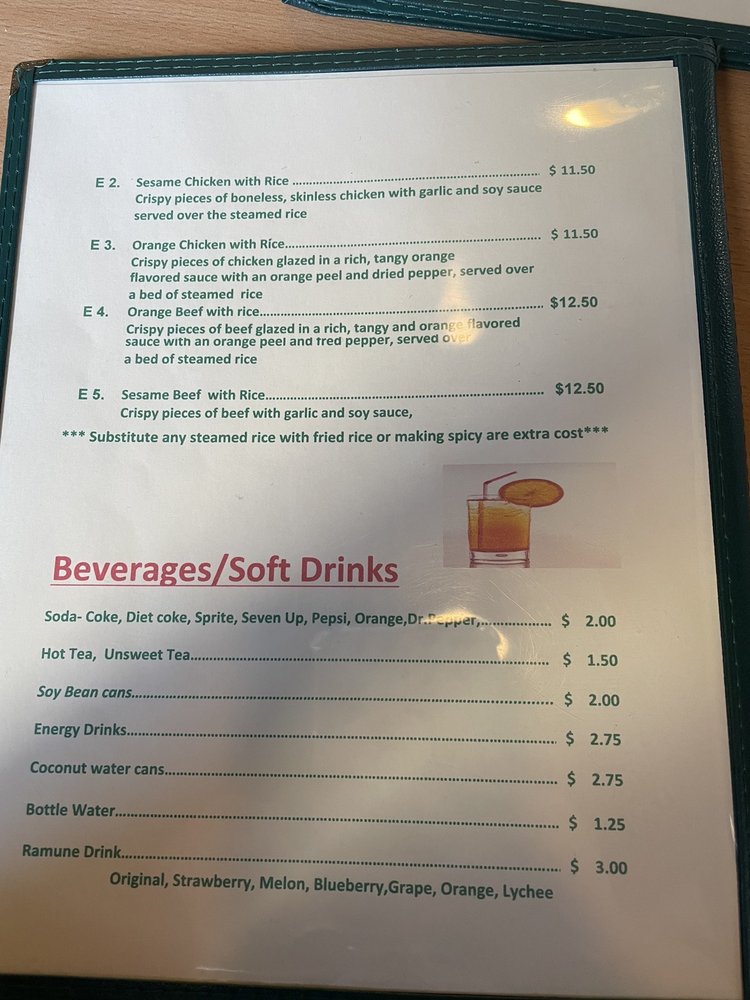 E 2. Sesame Chicken with Rice ........................ $ 11.50
Crispy pieces of boneless, skinless chicken with garlic and soy sauce
served over the steamed rice
E 3. Orange Chicken with Rice........................ $ 11.50
Crispy pieces of chicken glazed in a rich, tangy orange
flavored sauce with an orange peel and dried pepper, served over
a bed of steamed rice
E 4. Orange Beef with rice........................ $12.50
Crispy pieces of beef glazed in a rich, tangy and orange flavored
sauce with an orange peel and fred pepper, served over
a bed of steamed rice
E 5. Sesame Beef with Rice........................ $12.50
Crispy pieces of beef with garlic and soy sauce,
*** Substitute any steamed rice with fried rice or making spicy are extra cost***
Beverages/Soft Drinks
Soda- Coke, Diet coke, Sprite, Seven Up, Pepsi, Orange,Dr.Pepper,................ $ 2.00
Hot Tea, Unsweet Tea........................ $ 1.50
Soy Bean cans........................ $ 2.00
Energy Drinks........................ $ 2.75
Coconut water cans........................ $ 2.75
Bottle Water........................ $ 1.25
Ramune Drink........................ $ 3.00
Original, Strawberry, Melon, Blueberry,Grape, Orange, Lychee